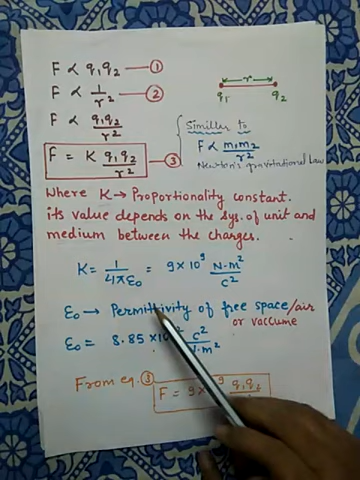 F ∝ q₁q₂ — ①
F ∝ 1/r² — ②
F ∝ q₁q₂/r²
F = K q₁q₂/r² — ③
r
q₁ q₂
Similler to
F ∝ m₁m₂/r²
Newton's gravitational Law
Where K → Proportionality constant.
its value depends on the sys. of unit and
medium between the charges.
K = 1/4πε₀ = 9 × 10⁹ N-m²/c²
ε₀ → Permittivity of free space/air
or vaccume
ε₀ = 8.85 × 10 c²/N-m²
From eq. ③ F = 9 × q₁q₂